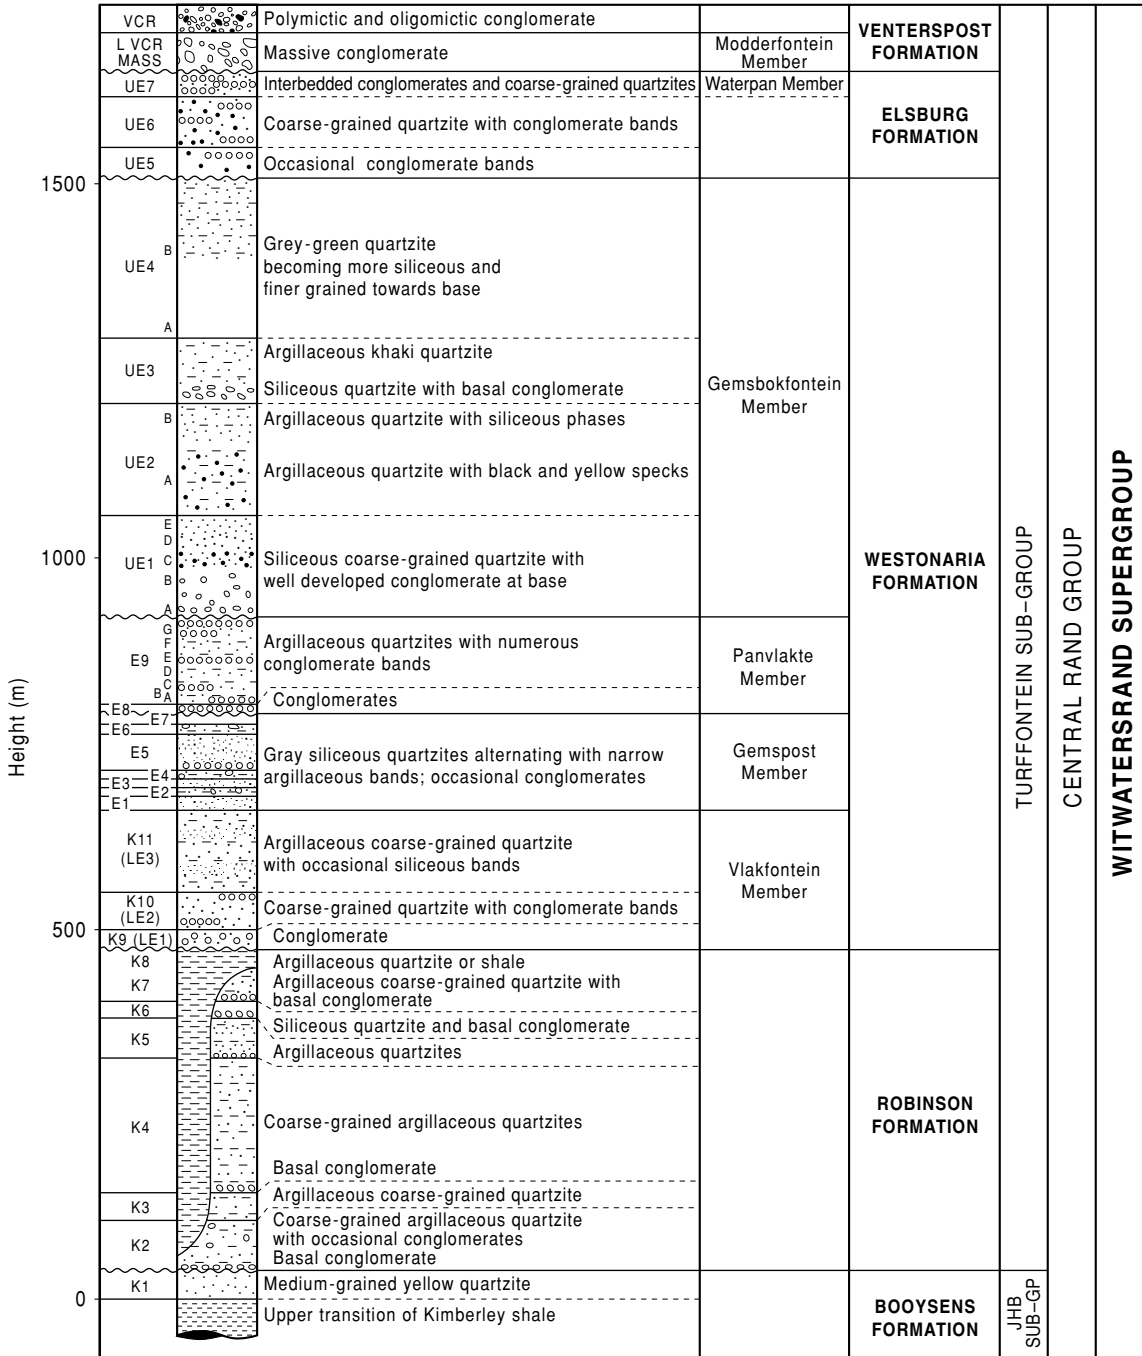 VCR
Polymictic and oligomictic conglomerate
VENTERSPOST
FORMATION
L VCR
MASS
Massive conglomerate
Modderfontein
Member
UE7
Interbedded conglomerates and coarse-grained quartzites
Waterpan Member
UE6
Coarse-grained quartzite with conglomerate bands
ELSBURG
FORMATION
UE5
Occasional conglomerate bands
1500
UE4
B
A
Grey-green quartzite
becoming more siliceous and
finer grained towards base
UE3
Argillaceous khaki quartzite
Siliceous quartzite with basal conglomerate
Gemsbokfontein
Member
UE2
B
A
Argillaceous quartzite with siliceous phases
Argillaceous quartzite with black and yellow specks
1000
UE1
E
D
C
B
A
Siliceous coarse-grained quartzite with
well developed conglomerate at base
WESTONARIA
FORMATION
E9
G
F
E
D
C
B A
Argillaceous quartzites with numerous
conglomerate bands
Panvlakte
Member
Conglomerates
E8
E7
E6
E5
E4
E3
E2
E1
Gray siliceous quartzites alternating with narrow
argillaceous bands; occasional conglomerates
Gemspost
Member
K11
(LE3)
Argillaceous coarse-grained quartzite
with occasional siliceous bands
Vlakfontein
Member
K10
(LE2)
Coarse-grained quartzite with conglomerate bands
500
K9 (LE1)
Conglomerate
K8
Argillaceous quartzite or shale
K7
Argillaceous coarse-grained quartzite with
basal conglomerate
K6
Siliceous quartzite and basal conglomerate
K5
Argillaceous quartzites
K4
Coarse-grained argillaceous quartzites
Basal conglomerate
ROBINSON
FORMATION
K3
Argillaceous coarse-grained quartzite
K2
Coarse-grained argillaceous quartzite
with occasional conglomerates
Basal conglomerate
K1
Medium-grained yellow quartzite
0
Upper transition of Kimberley shale
BOOYSENS
FORMATION
Height (m)
JHB
SUB-GP
TURFFONTEIN SUB-GROUP
CENTRAL RAND GROUP
WITWATERSRAND SUPERGROUP